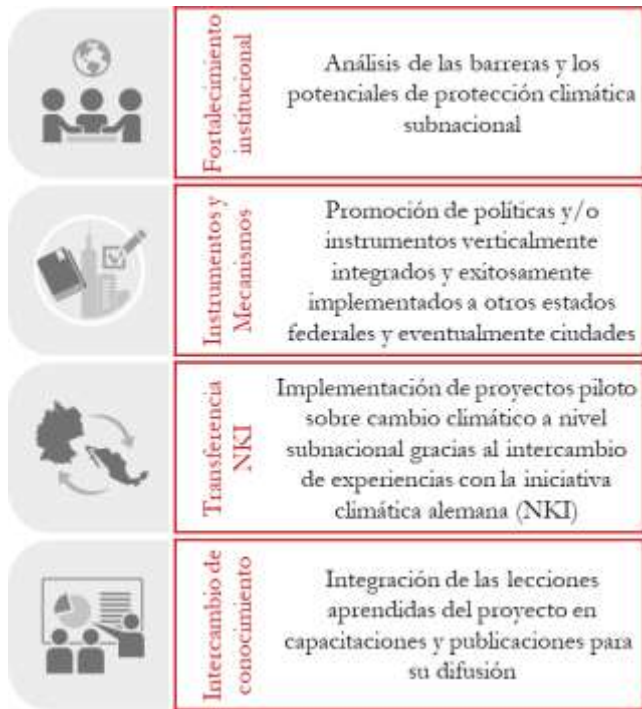 Fortalecimiento
institucional
Análisis de las barreras y los
potenciales de protección climática
subnacional
Instrumentos y
Mecanismos
Promoción de políticas y/o
instrumentos verticalmente
integrados y exitosamente
implementados a otros estados
federales y eventualmente ciudades
Transferencia
NKI
Implementación de proyectos piloto
sobre cambio climático a nivel
subnacional gracias al intercambio
de experiencias con la iniciativa
climática alemana (NKI)
Intercambio de
conocimiento
Integración de las lecciones
aprendidas del proyecto en
capacitaciones y publicaciones para
su difusión